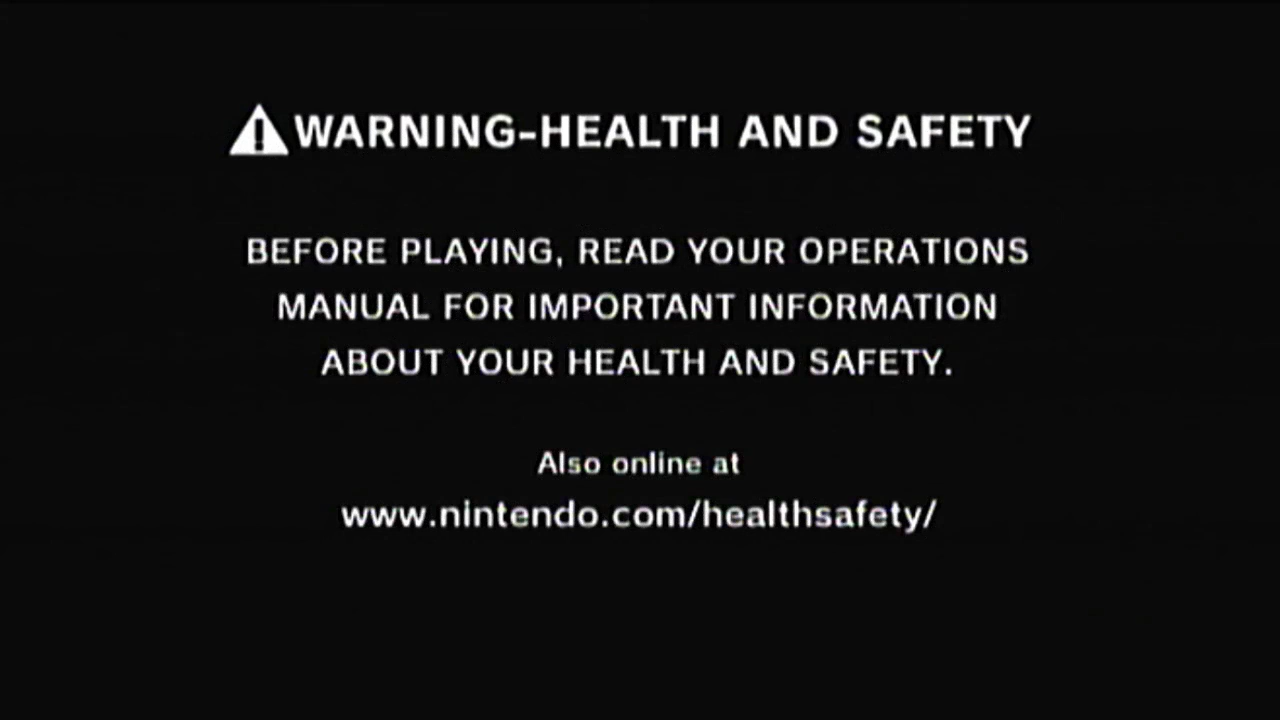 WARNING-HEALTH AND SAFETY
BEFORE PLAYING, READ YOUR OPERATIONS
MANUAL FOR IMPORTANT INFORMATION
ABOUT YOUR HEALTH AND SAFETY.
Also online at
www.nintendo.com/healthsafety/